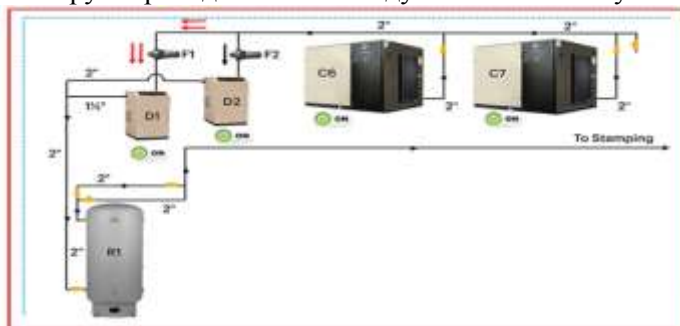 2" 2"
F1 F2
2" C6 C7
D2
1½" D1 2" 2"
ON ON
ON
ON
To Stamping
2"
2"
2"
R1
2"